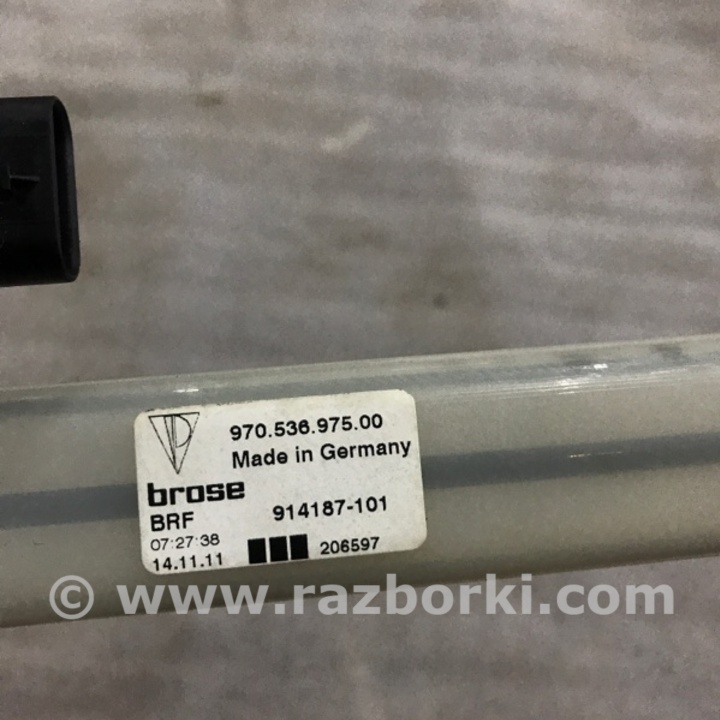 970.536.975.00
Made in Germany
brose
BRF 914187-101
07:27:38
14.11.11 206597
© www.razborki.com